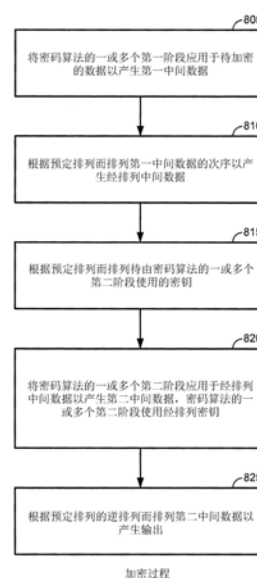 805
将密码算法的一或多个第一阶段应用于待加密
的数据以产生第一中间数据
810
根据预定排列而排列第一中间数据的次序以产
生经排列中间数据
815
根据预定排列而排列待由密码算法的一或多个
第二阶段使用的密钥
820
将密码算法的一或多个第二阶段应用于经排列
中间数据以产生第二中间数据，密码算法的一
或多个第二阶段使用经排列密钥
825
根据预定排列的逆排列而排列第二中间数据以
产生输出
加密过程